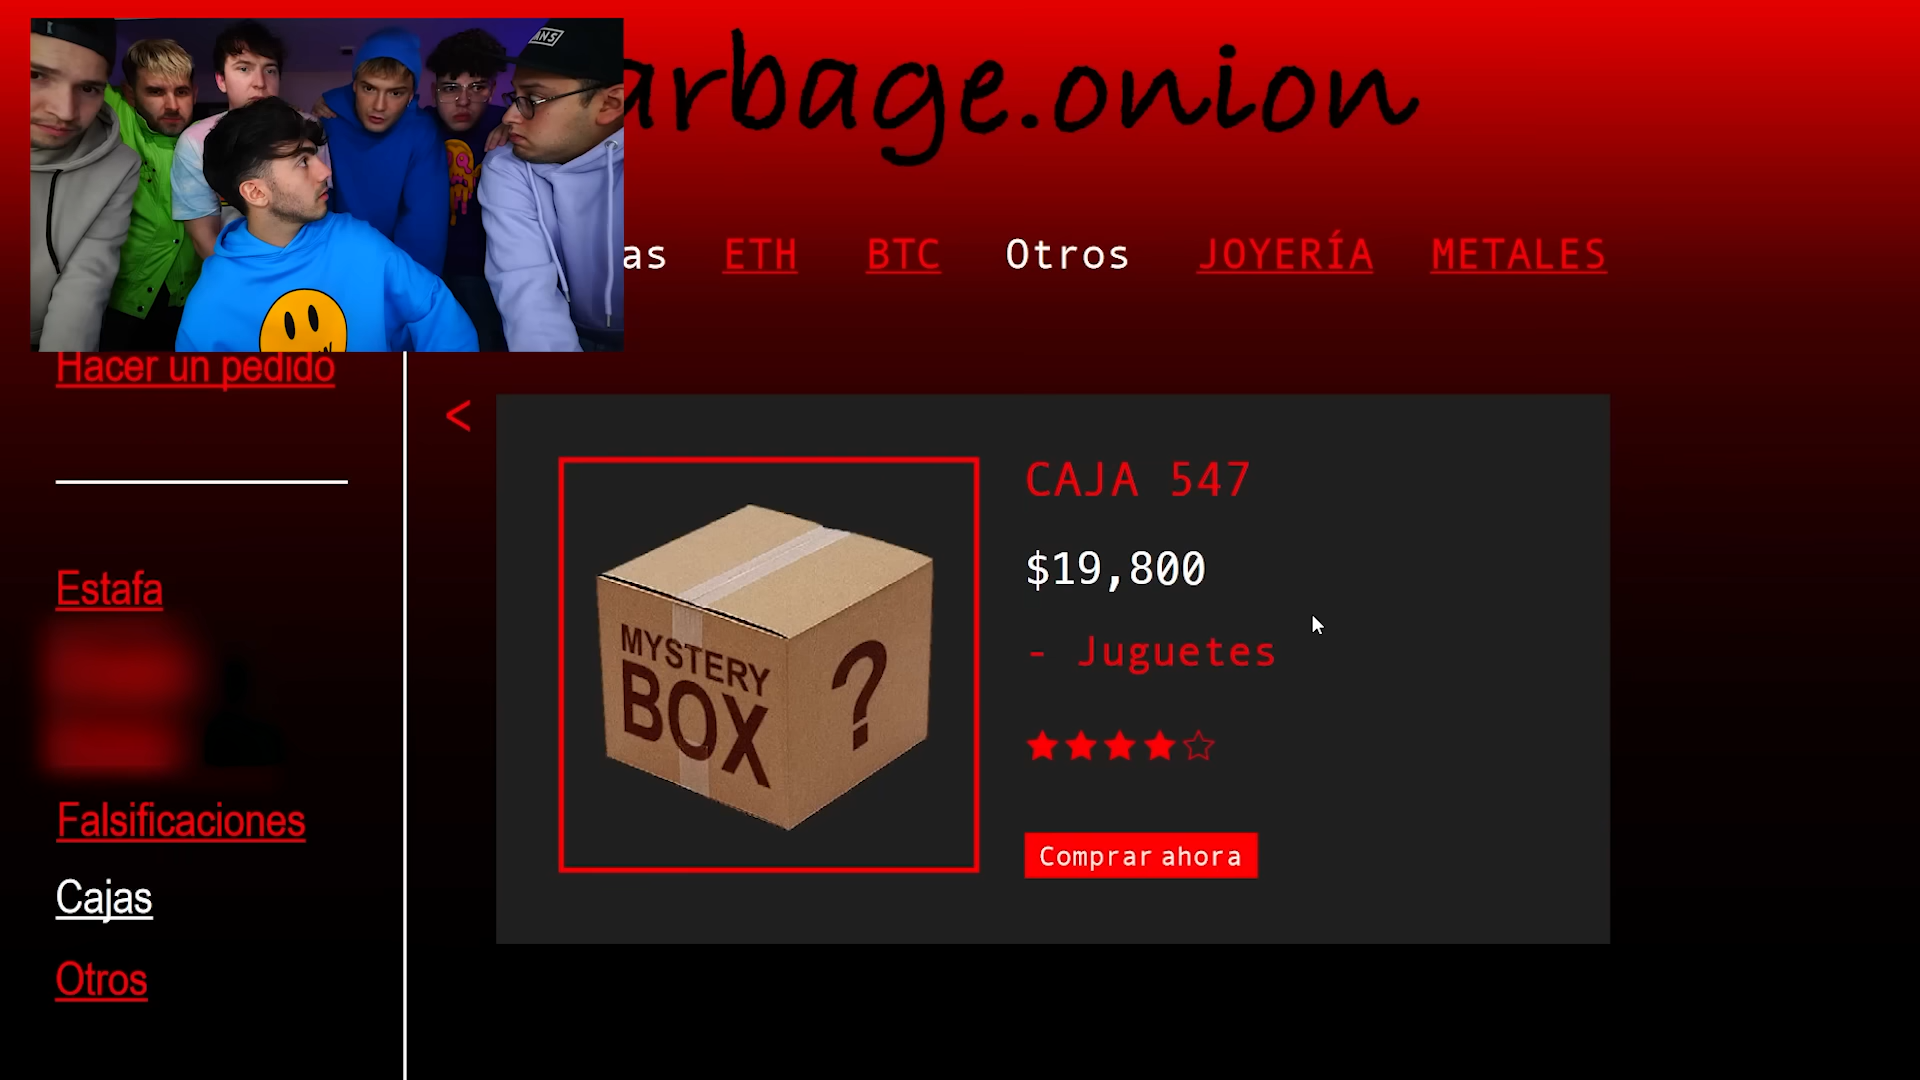 arbage.onion
as ETH BTC Otros JOYERÍA METALES
Hacer un pedido
<
CAJA 547
$19,800
- Juguetes
Comprar ahora
MYSTERY
BOX
?
Estafa
Falsificaciones
Cajas
Otros